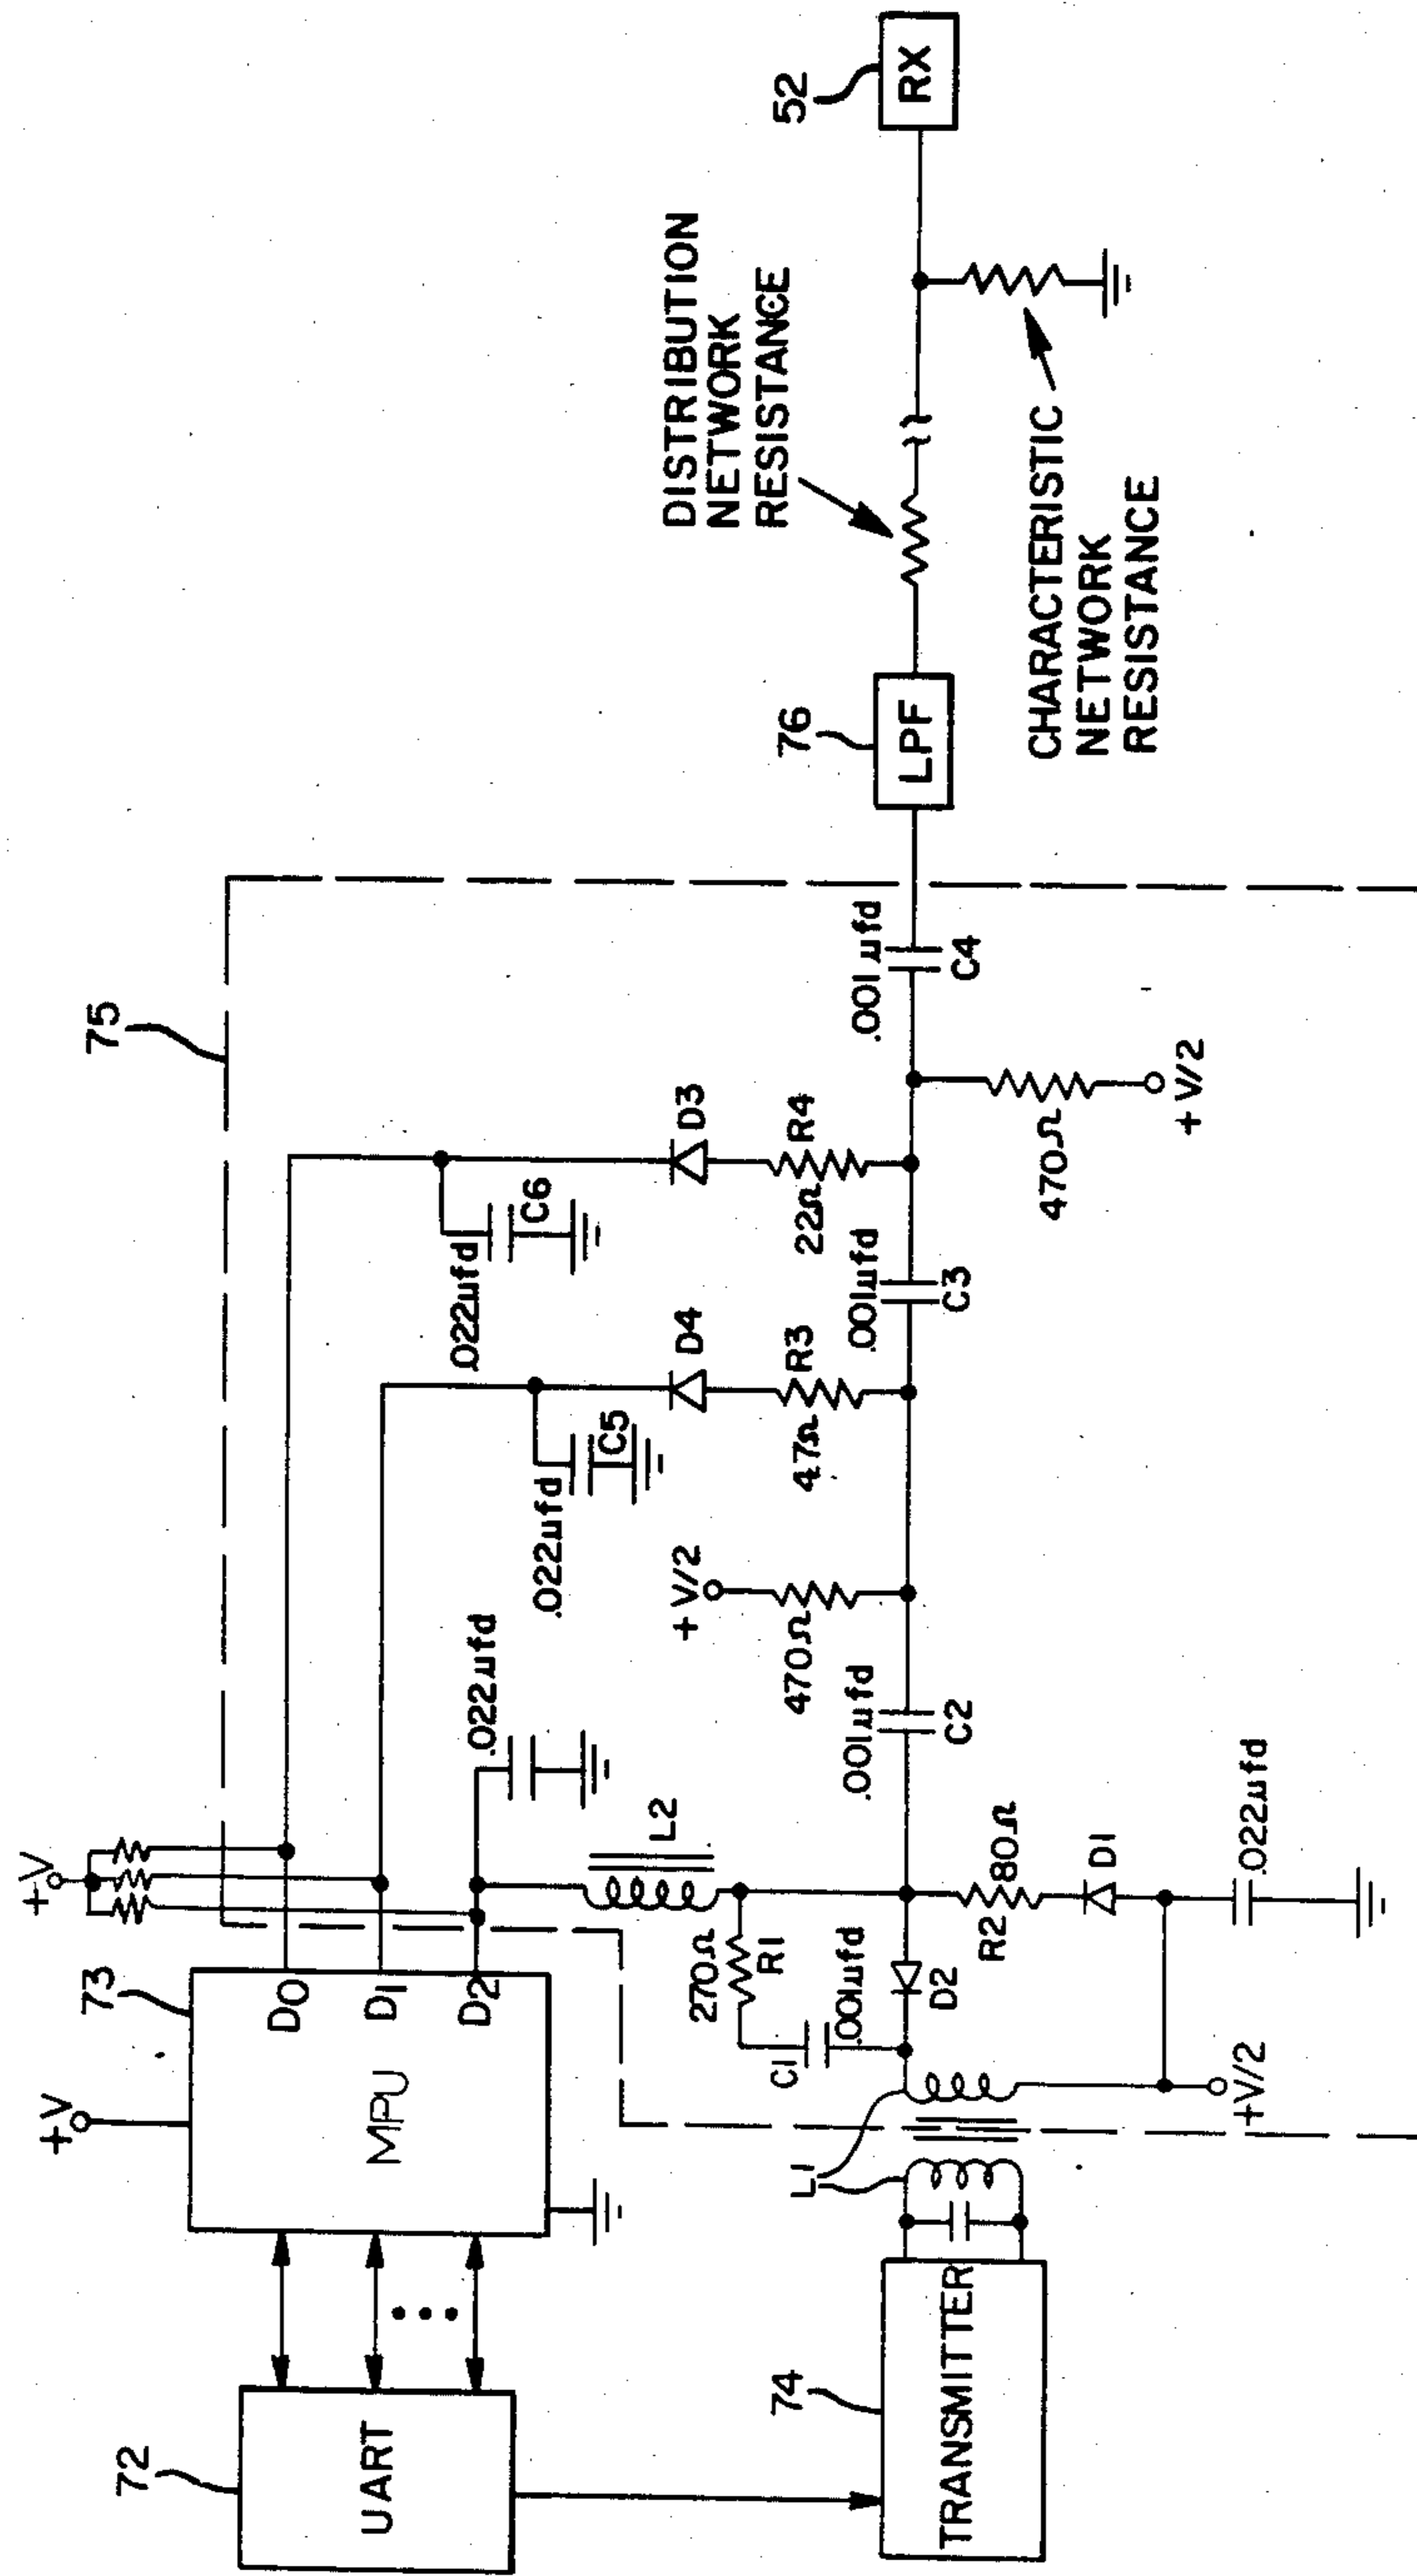 72
UART
+V
73
MPU
D0
D1
D2
+V
75
.022µfd
L2
270Ω
R1
C1
.001µfd
D2
R2
80Ω
D1
.022µfd
+V/2
L1
74
TRANSMITTER
.001µfd
C2
+V/2
470Ω
.022µfd
C5
D4
47Ω
R3
.022µfd
C6
D3
22Ω
R4
.001µfd
C3
470Ω
+V/2
.001µfd
C4
76
LPF
DISTRIBUTION
NETWORK
RESISTANCE
CHARACTERISTIC
NETWORK
RESISTANCE
52
RX